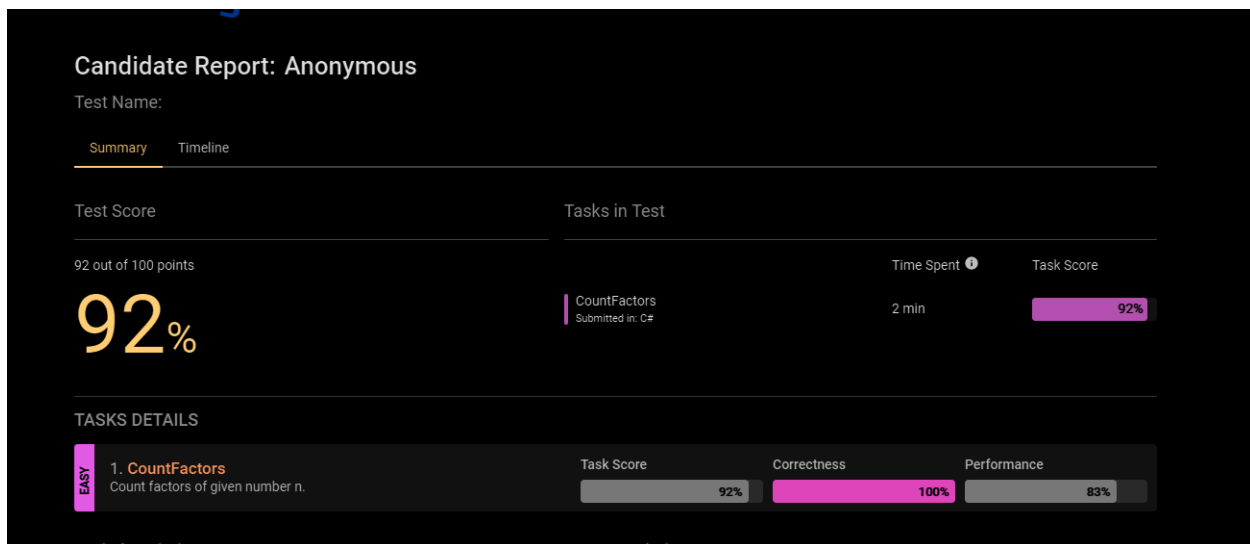 Candidate Report: Anonymous
Test Name:
Summary Timeline
Test Score
Tasks in Test
92 out of 100 points
92%
Time Spent Task Score
CountFactors
Submitted in: C#
2 min
92%
TASKS DETAILS
EASY
1. CountFactors
Count factors of given number n.
Task Score
92%
Correctness
100%
Performance
83%